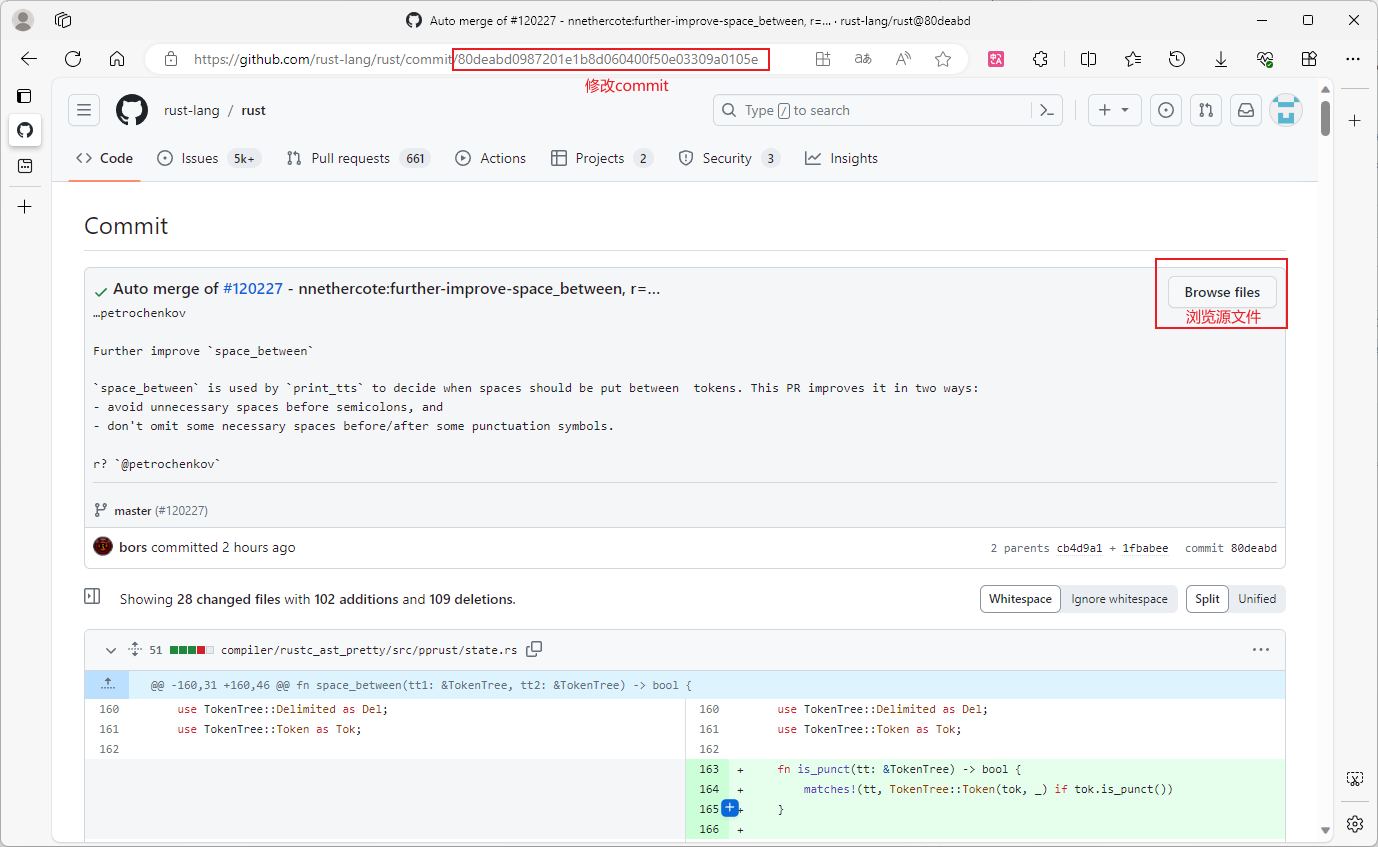 Auto merge of #120227 - nnethercote:further-improve-space_between, r=... · rust-lang/rust@80deabd
https://github.com/rust-lang/rust/commit/80deabd0987201e1b8d060400f50e03309a0105e
修改commit
rust-lang / rust
Type / to search
Code Issues 5k+ Pull requests 661 Actions Projects 2 Security 3 Insights
Commit
Auto merge of #120227 - nnethercote:further-improve-space_between, r=…
Browse files
浏览源文件
…petrochenkov
Further improve `space_between`
`space_between` is used by `print_tts` to decide when spaces should be put between  tokens. This PR improves it in two ways:
- avoid unnecessary spaces before semicolons, and
- don't omit some necessary spaces before/after some punctuation symbols.
r? `@petrochenkov`
master (#120227)
bors committed 2 hours ago 2 parents cb4d9a1 + 1fbabee commit 80deabd
Showing 28 changed files with 102 additions and 109 deletions.
Whitespace Ignore whitespace Split Unified
51 compiler/rustc_ast_pretty/src/pprust/state.rs
@@ -160,31 +160,46 @@ fn space_between(tt1: &TokenTree, tt2: &TokenTree) -> bool {
160 use TokenTree::Delimited as Del; 160 use TokenTree::Delimited as Del;
161 use TokenTree::Token as Tok; 161 use TokenTree::Token as Tok;
162 162
163 + fn is_punct(tt: &TokenTree) -> bool {
164 + matches!(tt, TokenTree::Token(tok, _) if tok.is_punct())
165 + }
166 +